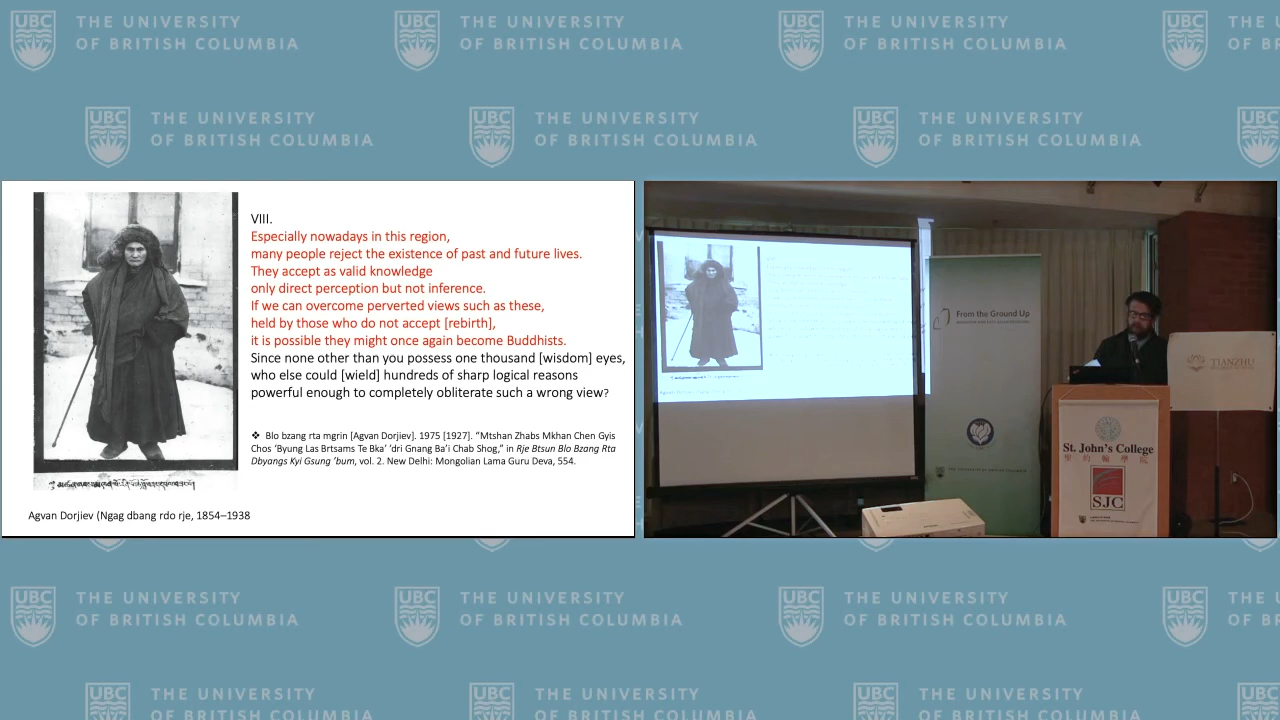 THE UNIVERSITY
OF BRITISH COLUMBIA
UBC
VIII.
Especially nowadays in this region,
many people reject the existence of past and future lives.
They accept as valid knowledge
only direct perception but not inference.
If we can overcome perverted views such as these,
held by those who do not accept [rebirth],
it is possible they might once again become Buddhists.
Since none other than you possess one thousand [wisdom] eyes,
who else could [wield] hundreds of sharp logical reasons
powerful enough to completely obliterate such a wrong view?
❖ Blo bzang rta mgrin [Agvan Dorjiev]. 1975 [1927]. “Mtshan Zhabs Mkhan Chen Gyis
Chos ‘Byung Las Brtsams Te Bka’ ‘dri Gnang Ba’i Chab Shog,” in Rje Btsun Blo Bzang Rta
Dbyangs Kyi Gsung ‘bum, vol. 2. New Delhi: Mongolian Lama Guru Deva, 554.
Agvan Dorjiev (Ngag dbang rdo rje, 1854–1938
From the Ground Up
TIANZHU
St. John's College
聖約翰學院
SJC